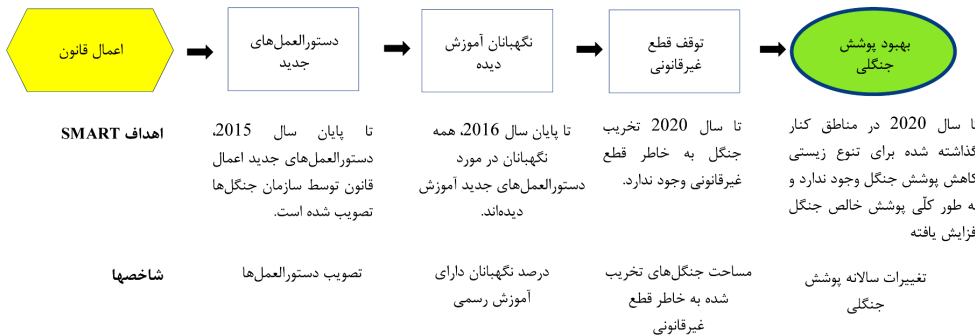 اعمال قانون
دستورالعمل‌های
جدید
نگهبانان آموزش
دیده
توقف قطع
غیرقانونی
بهبود پوشش
جنگلی
اهداف SMART
تا پایان سال 2015،
دستورالعمل‌های جدید اعمال
قانون توسط سازمان جنگل‌ها
تصویب شده است.
تا پایان سال 2016، همه
نگهبانان در مورد
دستورالعمل‌های جدید آموزش
دیده‌اند.
تا سال 2020 تخریب
جنگل به خاطر قطع
غیرقانونی وجود ندارد.
تا سال 2020 در مناطق کنار
گذاشته شده برای تنوع زیستی
کاهش پوشش جنگل وجود ندارد و
به طور کلّی پوشش خالص جنگل
فزایش یافته
شاخصها
تصویب دستورالعمل‌ها
درصد نگهبانان دارای
آموزش رسمی
مساحت جنگل‌های تخریب
شده به خاطر قطع
غیرقانونی
تغییرات سالانه پوشش
جنگلی